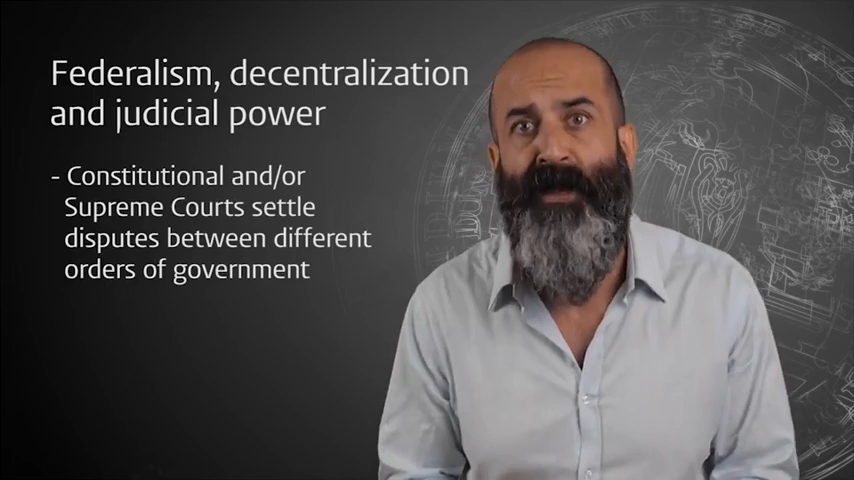 Federalism, decentralization
and judicial power
- Constitutional and/or
Supreme Courts settle
disputes between different
orders of government